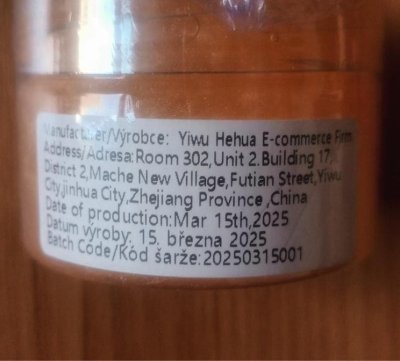 Manufacturer/Výrobce: Yiwu Hehua E-commerce Firm
Address/Adresa:Room 302,Unit 2.Building 17,
District 2,Mache New Village,Futian Street,Yiwu
City,jinhua City,Zhejiang Province ,China
Date of production:Mar 15th,2025
Datum výroby: 15. března 2025
Batch Code/Kód šarže:20250315001